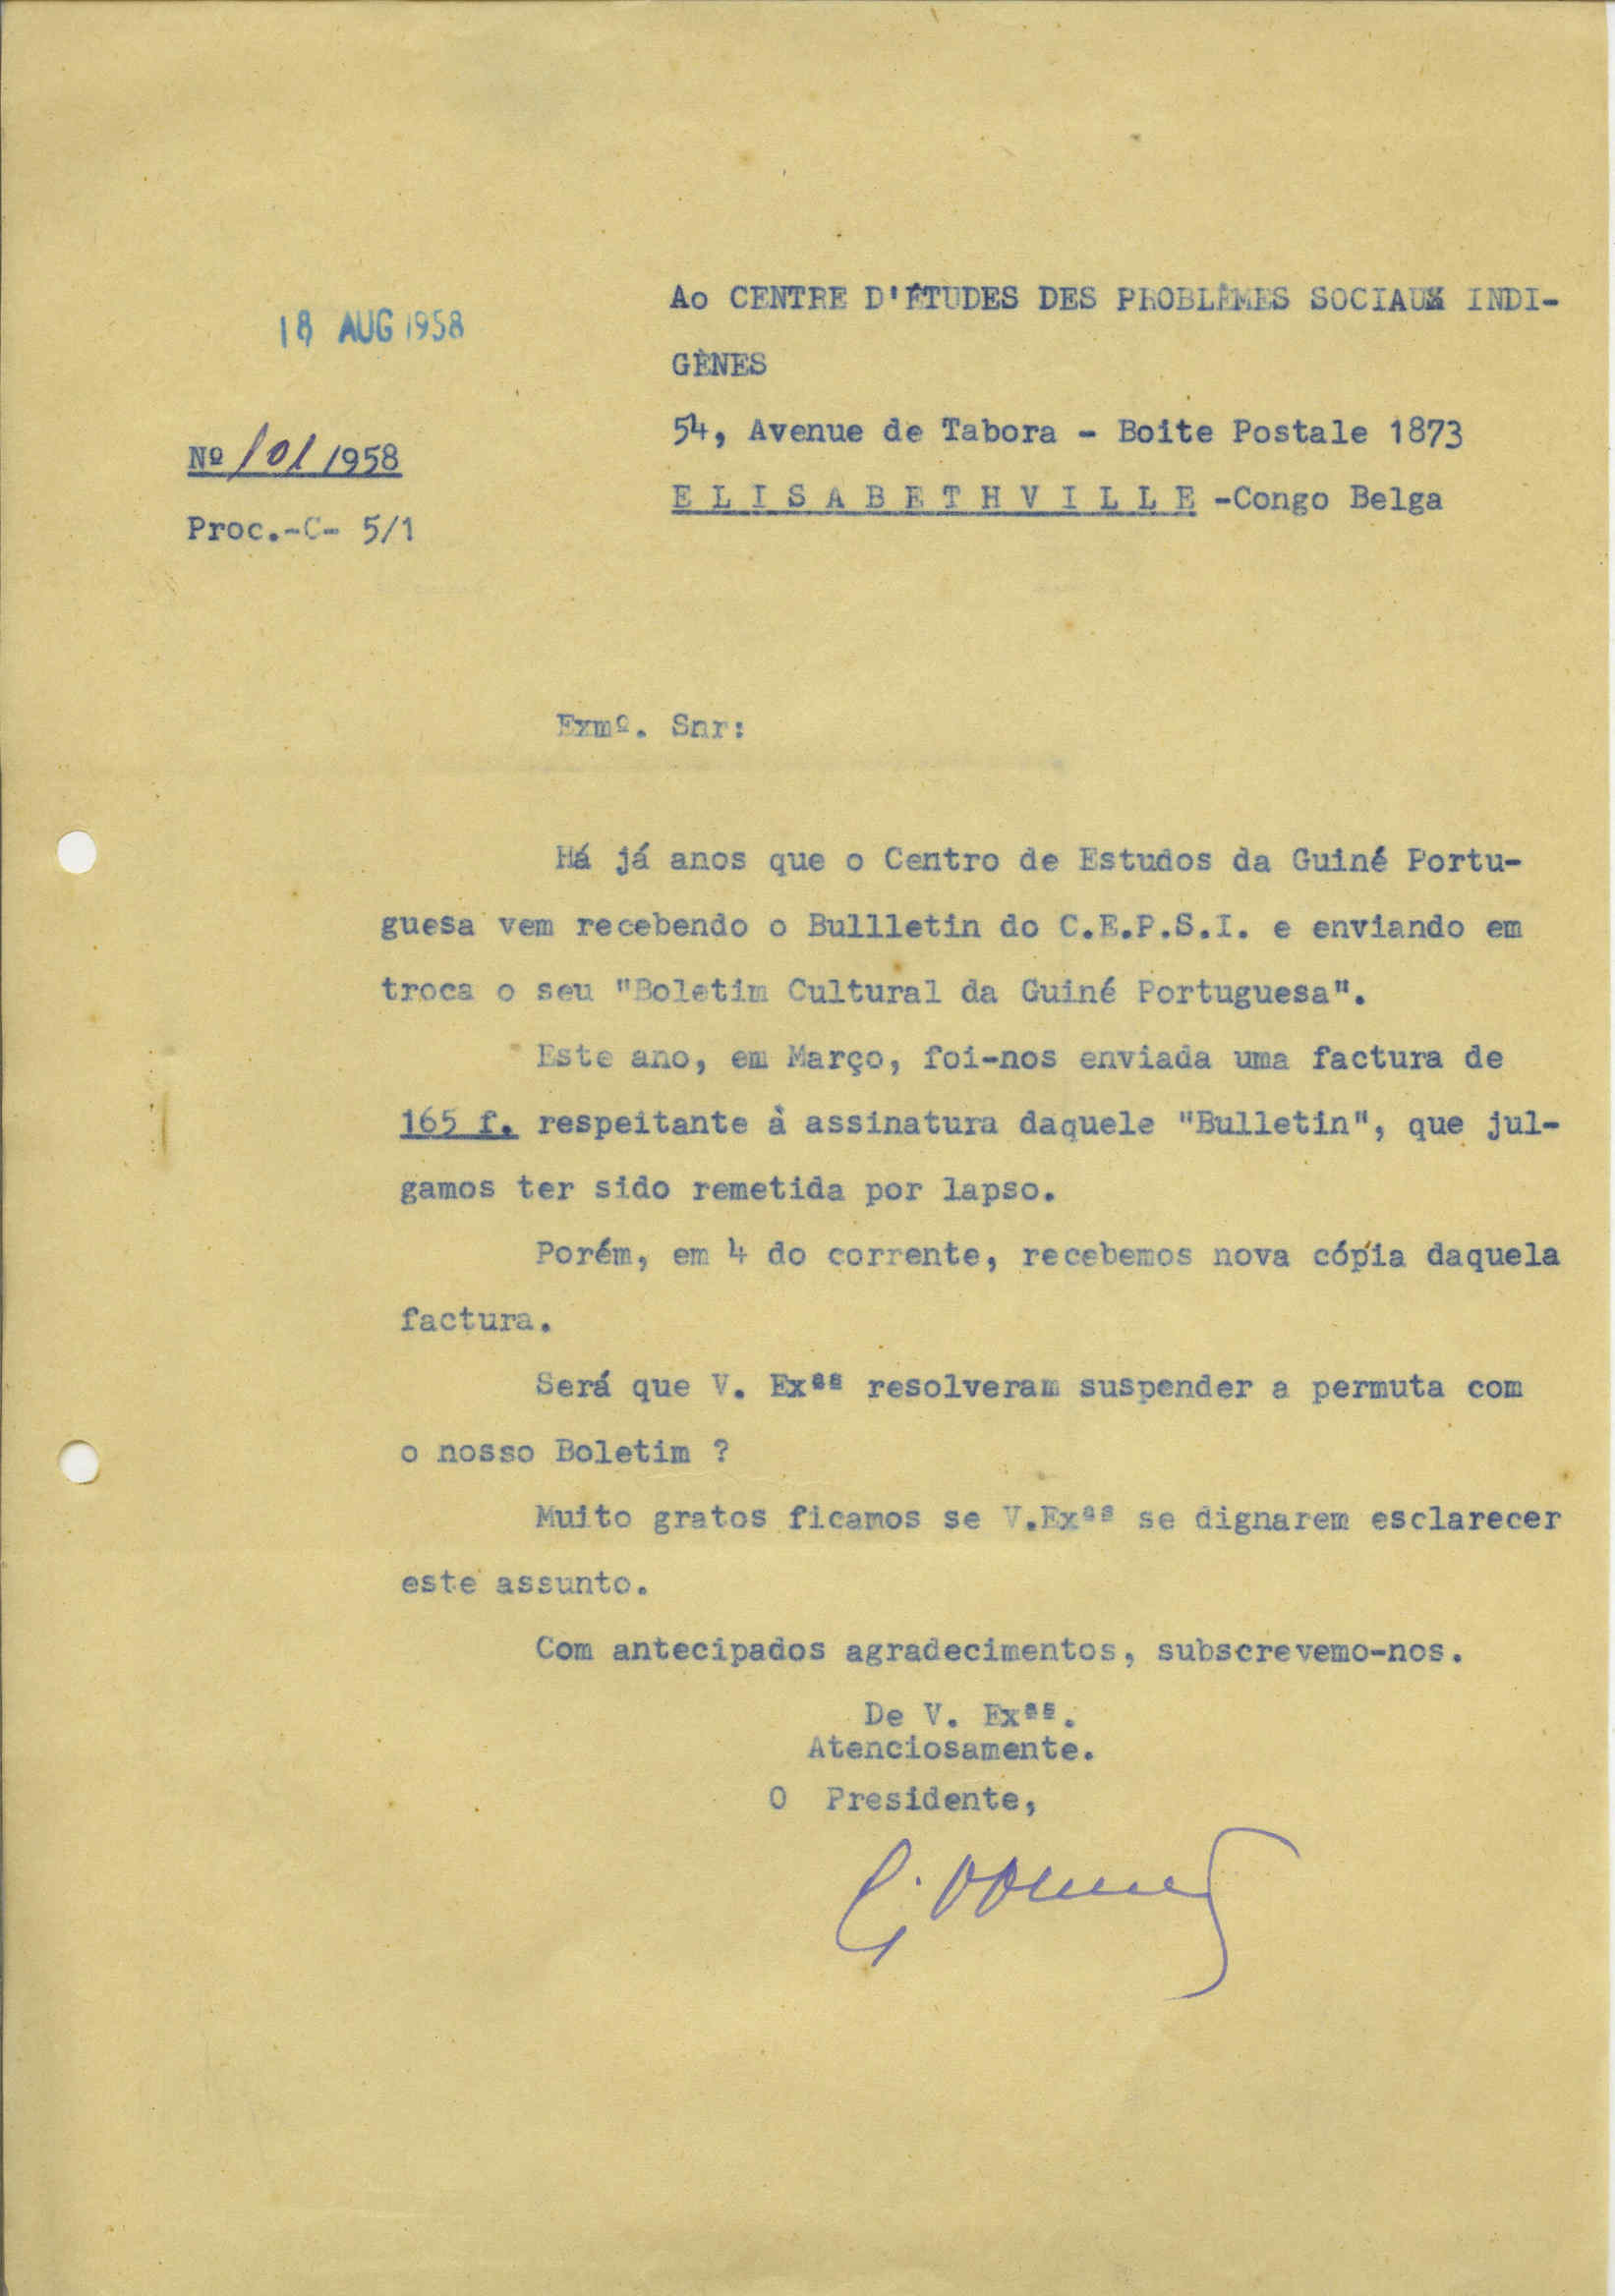 18 AUG 1958
Ao CENTRE D'ÉTUDES DES PROBLÈMES SOCIAUX INDI-
GÈNES
54, Avenue de Tabora - Boite Postale 1873
ELISABETHVILLE -Congo Belga
Nº 101/1958
Proc.-C- 5/1
Exmº. Snr:
Há já anos que o Centro de Estudos da Guiné Portu-
guesa vem recebendo o Bullletin do C.E.P.S.I. e enviando em
troca o seu "Boletim Cultural da Guiné Portuguesa".
Este ano, em Março, foi-nos enviada uma factura de
165 f. respeitante à assinatura daquele "Bulletin", que jul-
gamos ter sido remetida por lapso.
Porém, em 4 do corrente, recebemos nova cópia daquela
factura.
Será que V. Exªs resolveram suspender a permuta com
o nosso Boletim ?
Muito gratos ficamos se V.Exªs se dignarem esclarecer
este assunto.
Com antecipados agradecimentos, subscrevemo-nos.
De V. Exªs.
Atenciosamente.
O Presidente,